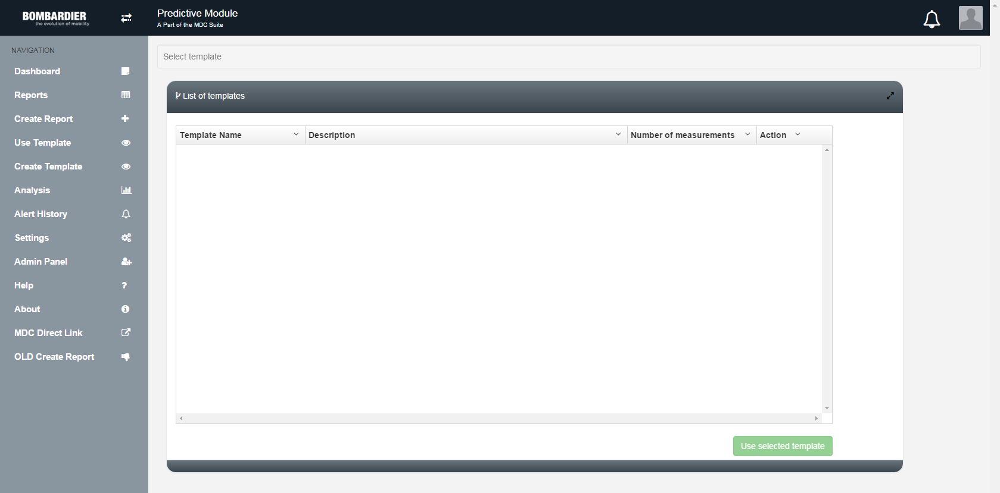 BOMBARDIER
the evolution of mobility
Predictive Module
A Part of the MDC Suite
NAVIGATION
Dashboard
Reports
Create Report
Use Template
Create Template
Analysis
Alert History
Settings
Admin Panel
Help
About
MDC Direct Link
OLD Create Report
Select template
List of templates
Template Name Description Number of measurements Action
Use selected template